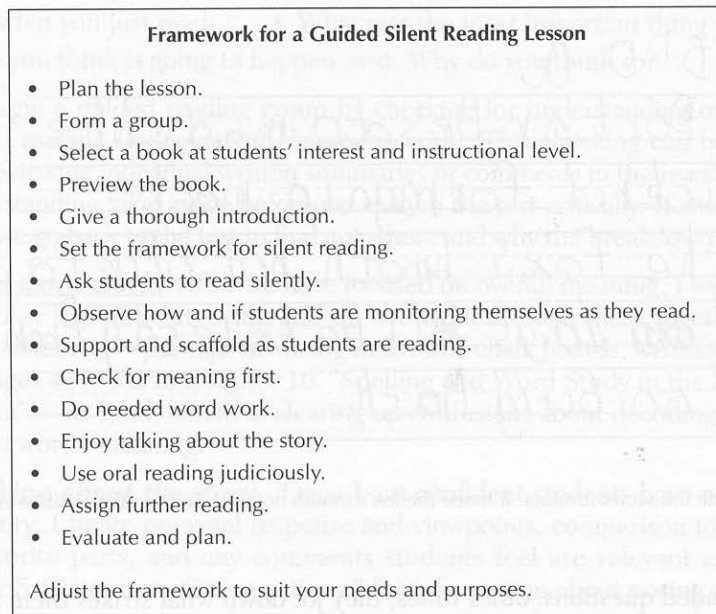 Framework for a Guided Silent Reading Lesson
• Plan the lesson.
• Form a group.
• Select a book at students' interest and instructional level.
• Preview the book.
• Give a thorough introduction.
• Set the framework for silent reading.
• Ask students to read silently.
• Observe how and if students are monitoring themselves as they read.
• Support and scaffold as students are reading.
• Check for meaning first.
• Do needed word work.
• Enjoy talking about the story.
• Use oral reading judiciously.
• Assign further reading.
• Evaluate and plan.
Adjust the framework to suit your needs and purposes.